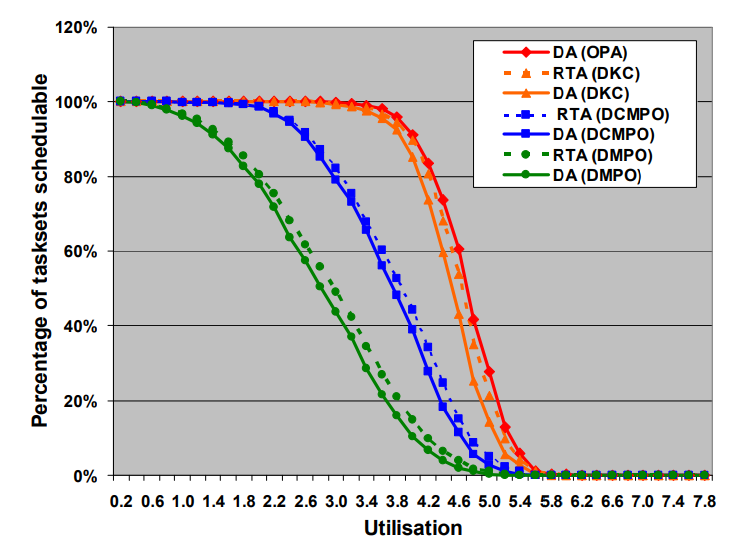 120%
100%
80%
60%
40%
20%
0%
Percentage of tasksets schedulable
DA (OPA)
RTA (DKC)
DA (DKC)
RTA (DCMPO)
DA (DCMPO)
RTA (DMPO)
DA (DMPO)
0.2 0.6 1.0 1.4 1.8 2.2 2.6 3.0 3.4 3.8 4.2 4.6 5.0 5.4 5.8 6.2 6.6 7.0 7.4 7.8
Utilisation